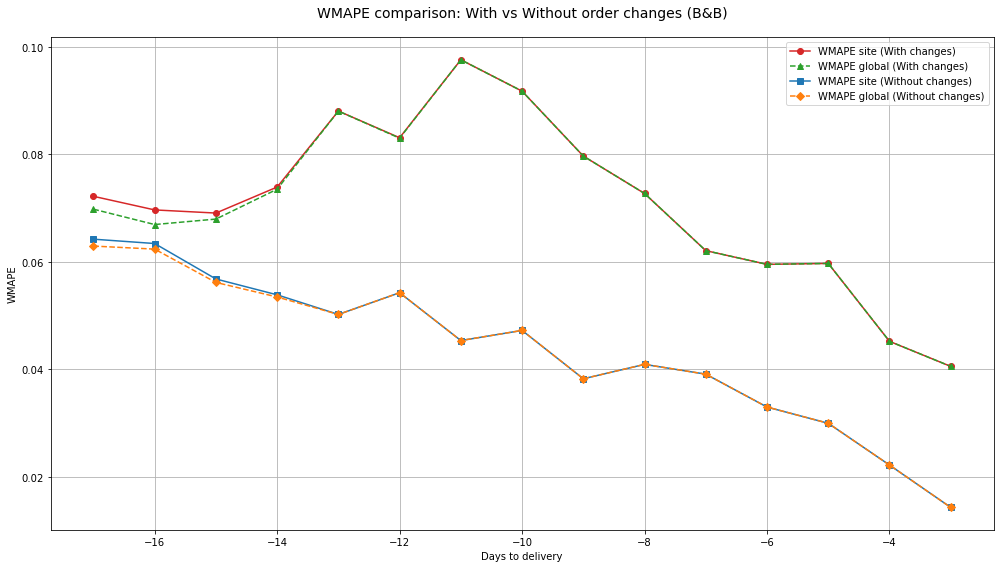 WMAPE comparison: With vs Without order changes (B&B)
WMAPE site (With changes)
WMAPE global (With changes)
WMAPE site (Without changes)
WMAPE global (Without changes)
0.10
0.08
0.06
0.04
0.02
WMAPE
−16
−14
−12
−10
−8
−6
−4
Days to delivery